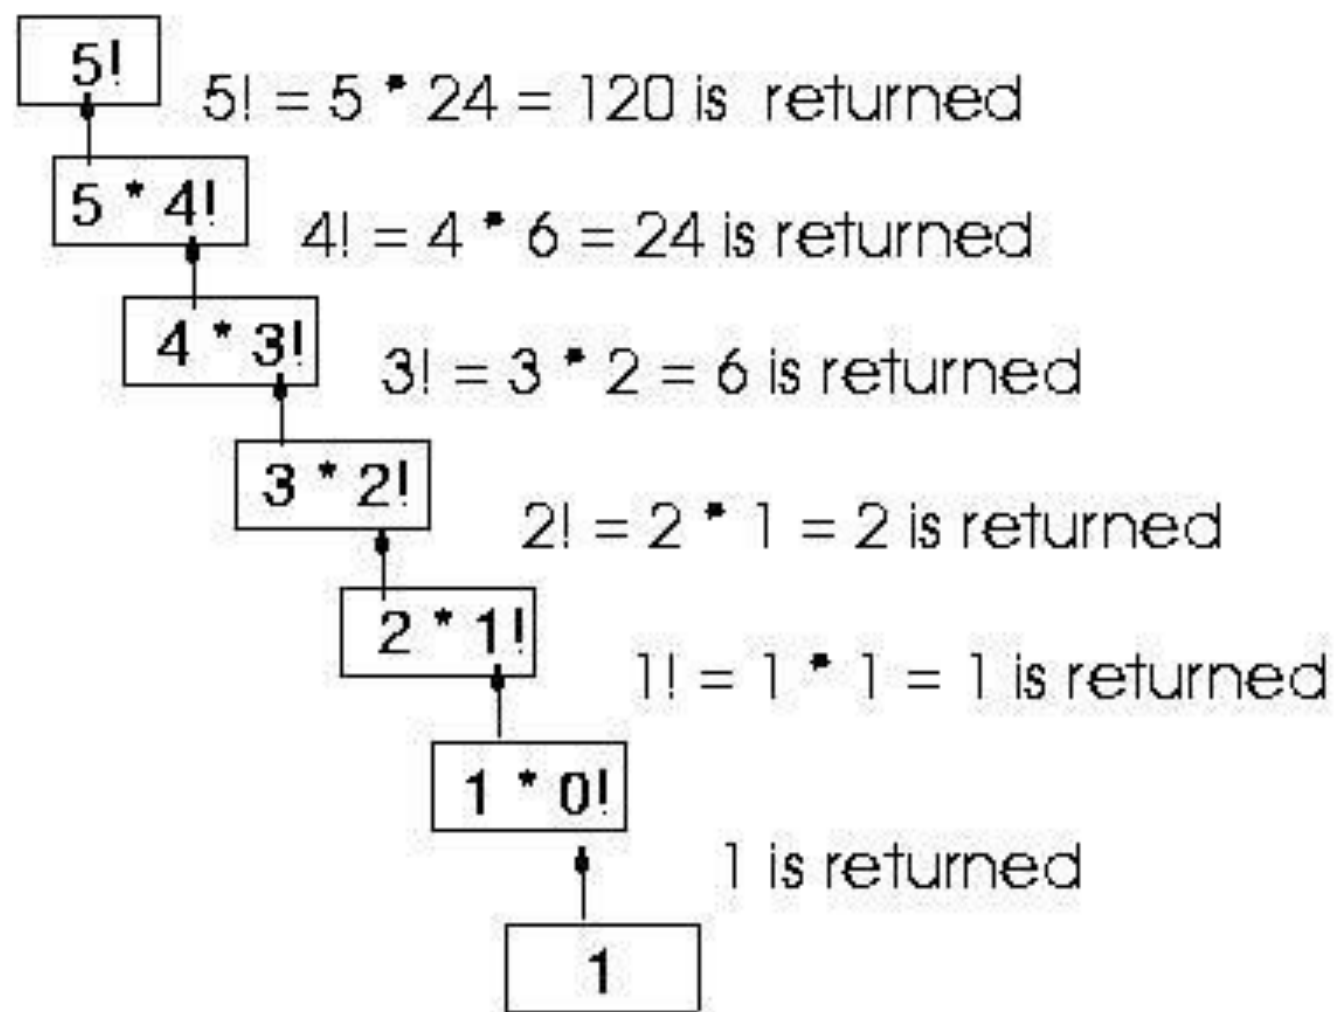 5!
5! = 5 * 24 = 120 is returned
5 * 4!
4! = 4 * 6 = 24 is returned
4 * 3!
3! = 3 * 2 = 6 is returned
3 * 2!
2! = 2 * 1 = 2 is returned
2 * 1!
1! = 1 * 1 = 1 is returned
1 * 0!
1 is returned
1